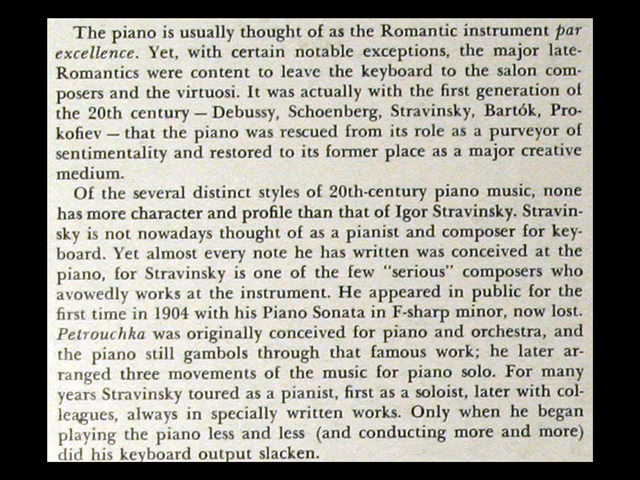 The piano is usually thought of as the Romantic instrument par
excellence. Yet, with certain notable exceptions, the major late-
Romantics were content to leave the keyboard to the salon com-
posers and the virtuosi. It was actually with the first generation of
the 20th century — Debussy, Schoenberg, Stravinsky, Bartók, Pro-
kofiev — that the piano was rescued from its role as a purveyor of
sentimentality and restored to its former place as a major creative
medium.
Of the several distinct styles of 20th-century piano music, none
has more character and profile than that of Igor Stravinsky. Stravin-
sky is not nowadays thought of as a pianist and composer for key-
board. Yet almost every note he has written was conceived at the
piano, for Stravinsky is one of the few "serious" composers who
avowedly works at the instrument. He appeared in public for the
first time in 1904 with his Piano Sonata in F-sharp minor, now lost.
Petrouchka was originally conceived for piano and orchestra, and
the piano still gambols through that famous work; he later ar-
ranged three movements of the music for piano solo. For many
years Stravinsky toured as a pianist, first as a soloist, later with col-
leagues, always in specially written works. Only when he began
playing the piano less and less (and conducting more and more)
did his keyboard output slacken.